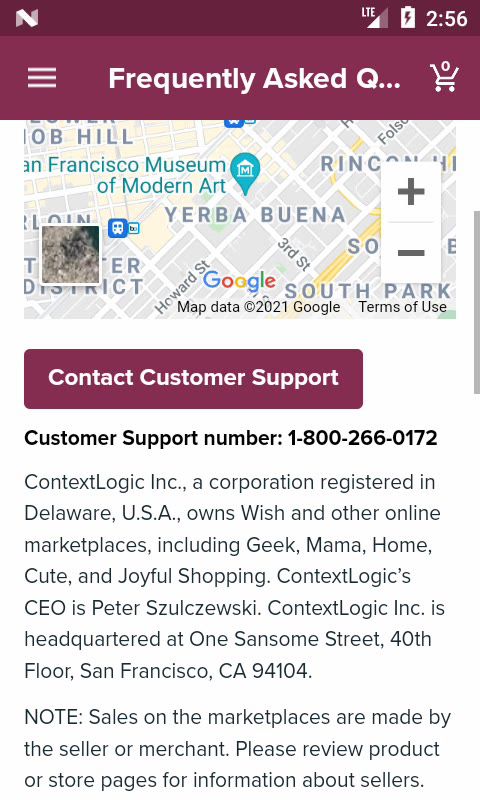 LTE 2:56
Frequently Asked Q... 0
LOWER
NOB HILL
Folso
an Francisco Museum
of Modern Art
RINCON HI
YERBA BUENA
3rd St
SO
TER
DISTRICT
Howard St
Google
SOUTH PARK
Map data ©2021 Google Terms of Use
Contact Customer Support
Customer Support number: 1-800-266-0172
ContextLogic Inc., a corporation registered in
Delaware, U.S.A., owns Wish and other online
marketplaces, including Geek, Mama, Home,
Cute, and Joyful Shopping. ContextLogic’s
CEO is Peter Szulczewski. ContextLogic Inc. is
headquartered at One Sansome Street, 40th
Floor, San Francisco, CA 94104.
NOTE: Sales on the marketplaces are made by
the seller or merchant. Please review product
or store pages for information about sellers.